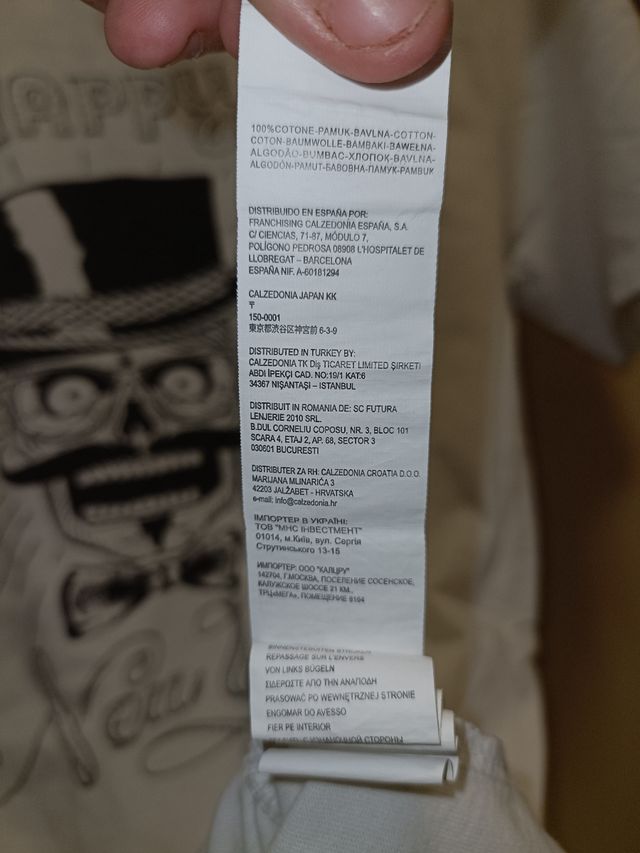 HAPPY
100%COTONE-PAMUK-BAVLNA-COTTON-
COTON-BAUMWOLLE-BAMBAKI-BAWEŁNA-
ALGODÃO-BUMBAC-ХЛОПОК-BAVLNA-
ALGODÓN-PAMUT-БАВОВНА-ПАМУК-PAMBUK
DISTRIBUIDO EN ESPAÑA POR:
FRANCHISING CALZEDONIA ESPAÑA, S.A.
C/ CIENCIAS, 71-87, MÓDULO 7,
POLÍGONO PEDROSA 08908 L'HOSPITALET DE
LLOBREGAT – BARCELONA
ESPAÑA NIF. A-60181294
CALZEDONIA JAPAN KK
〒
150-0001
東京都渋谷区神宮前 6-3-9
DISTRIBUTED IN TURKEY BY:
CALZEDONIA TK Diş TICARET LIMITED ŞIRKETi
ABDI İPEKÇI CAD. NO:19/1 KAT:6
34367 NIŞANTAŞI – ISTANBUL
DISTRIBUIT IN ROMANIA DE: SC FUTURA
LENJERIE 2010 SRL.
B.DUL CORNELIU COPOSU, NR. 3, BLOC 101
SCARA 4, ETAJ 2, AP. 68, SECTOR 3
030601 BUCURESTI
DISTRIBUTER ZA RH: CALZEDONIA CROATIA D.O.O.
MARIJANA MLINARIĆA 3
42203 JALŽABET - HRVATSKA
e-mail: info@calzedonia.hr
ІМПОРТЕР В УКРАЇНІ:
ТОВ "МНС ІНВЕСТМЕНТ"
01014, м.Київ, вул. Сергія
Струтинського 13-15
ИМПОРТЕР: ООО "КАЛЦРУ"
142704, Г.МОСКВА, ПОСЕЛЕНИЕ СОСЕНСКОЕ,
КАЛУЖСКОЕ ШОССЕ 21 КМ.,
ТРЦ«МЕГА», ПОМЕЩЕНИЕ 8104
REPASSAGE SUR L'ENVERS
VON LINKS BÜGELN
ΣΙΔΕΡΩΣΤΕ ΑΠΟ ΤΗΝ ΑΝΑΠΟΔΗ
PRASOWAĆ PO WEWNĘTRZNEJ STRONIE
ENGOMAR DO AVESSO
FIER PE INTERIOR
С ИЗНАНОЧНОЙ СТОРОНЫ